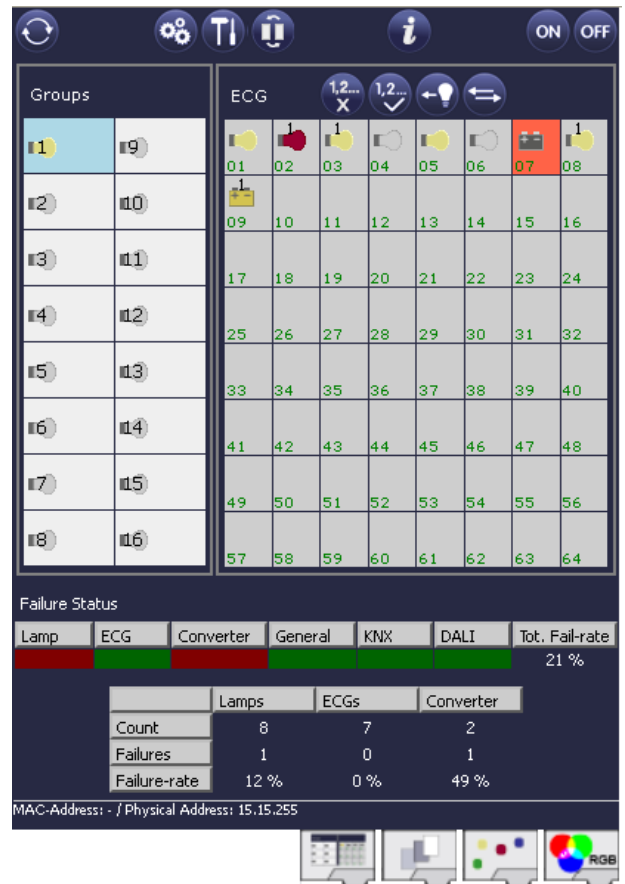 ON OFF
Groups
ECG 1,2... X 1,2...
1 9
2 10
3 11
4 12
5 13
6 14
7 15
8 16
1 1 1
01 02 03 04 05 06 07 08
1
09 10 11 12 13 14 15 16
17 18 19 20 21 22 23 24
25 26 27 28 29 30 31 32
33 34 35 36 37 38 39 40
41 42 43 44 45 46 47 48
49 50 51 52 53 54 55 56
57 58 59 60 61 62 63 64
Failure Status
Lamp ECG Converter General KNX DALI Tot. Fail-rate
21 %
Lamps ECGs Converter
Count 8 7 2
Failures 1 0 1
Failure-rate 12 % 0 % 49 %
MAC-Address: - / Physical Address: 15.15.255
RGB